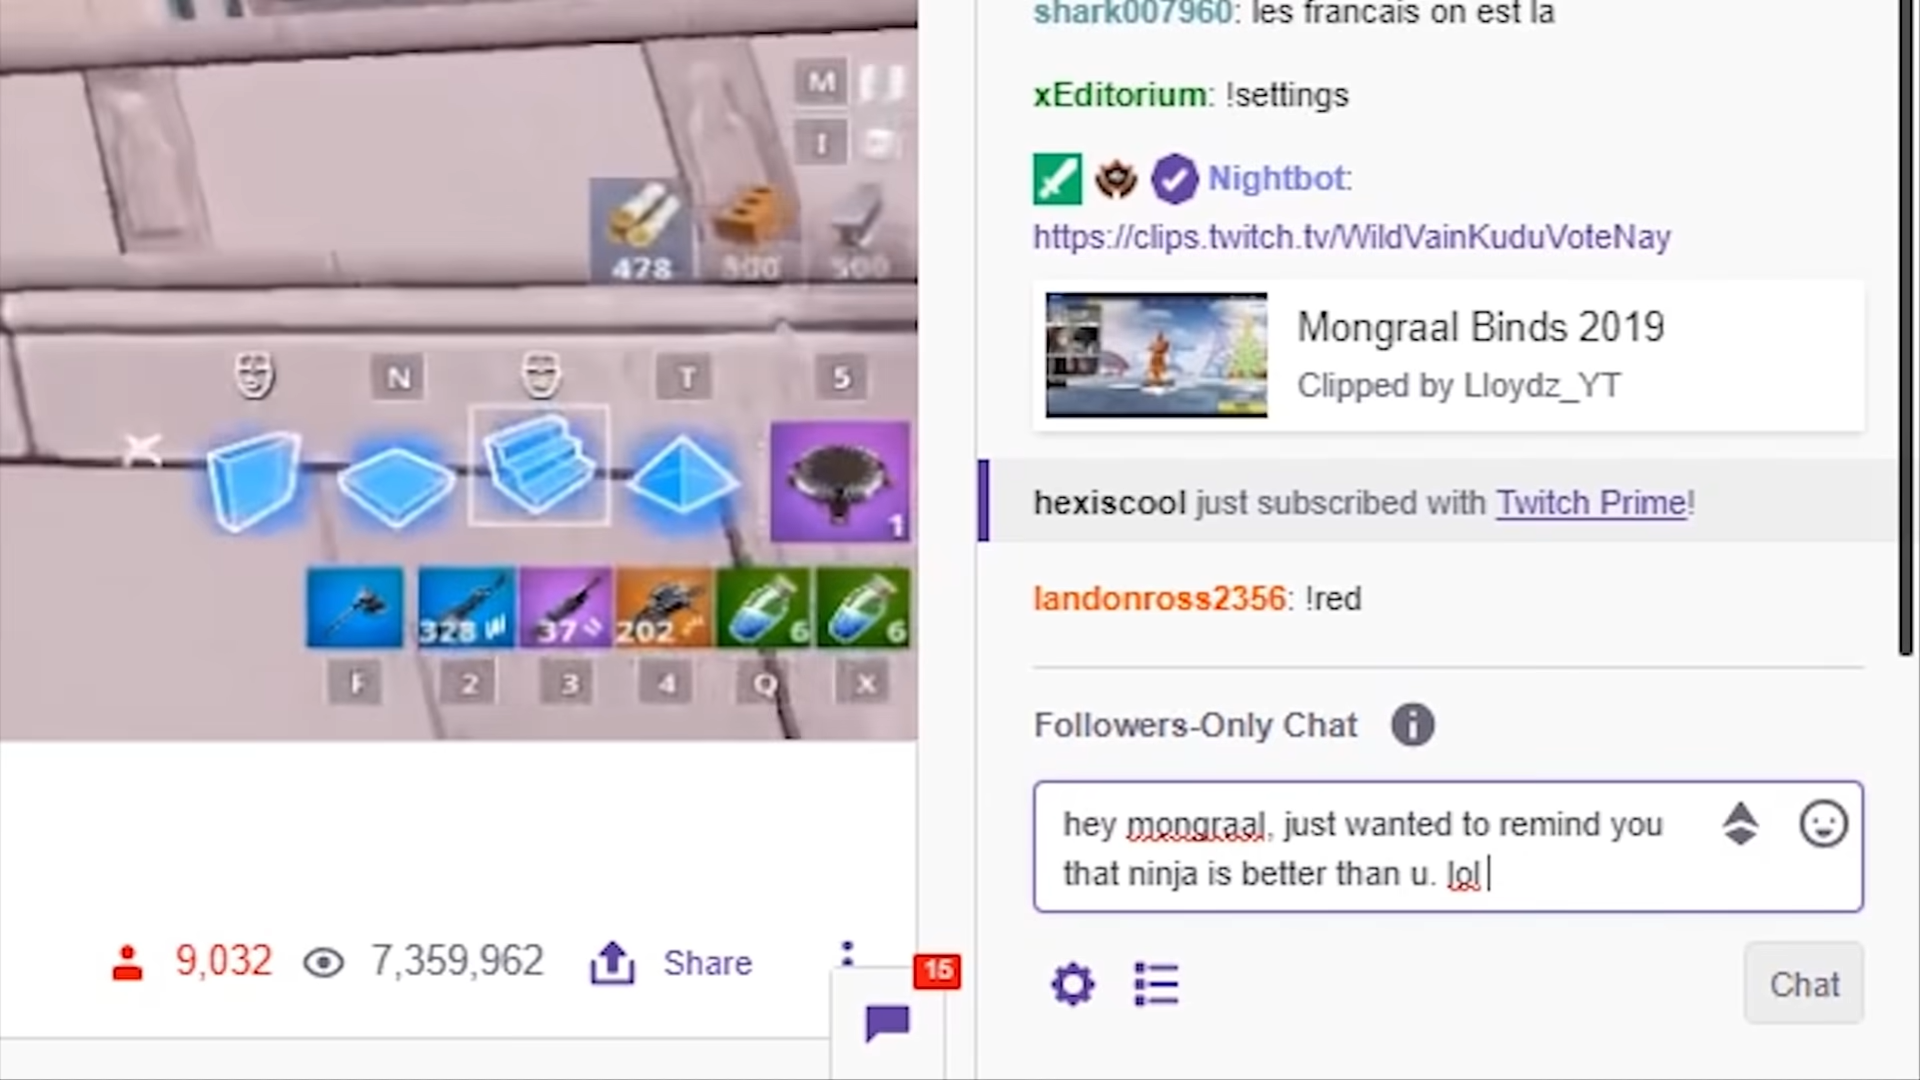 M
I
478
500
500
N
T
5
1
328
37
202
6
6
F
2
3
4
Q
X
9,032
7,359,962
Share
15
shark007960: les francais on est la
xEditorium: !settings
Nightbot:
https://clips.twitch.tv/WildVainKuduVoteNay
Mongraal Binds 2019
Clipped by Lloydz_YT
hexiscool just subscribed with Twitch Prime!
landonross2356: !red
Followers-Only Chat
hey mongraal, just wanted to remind you
that ninja is better than u. lol
Chat